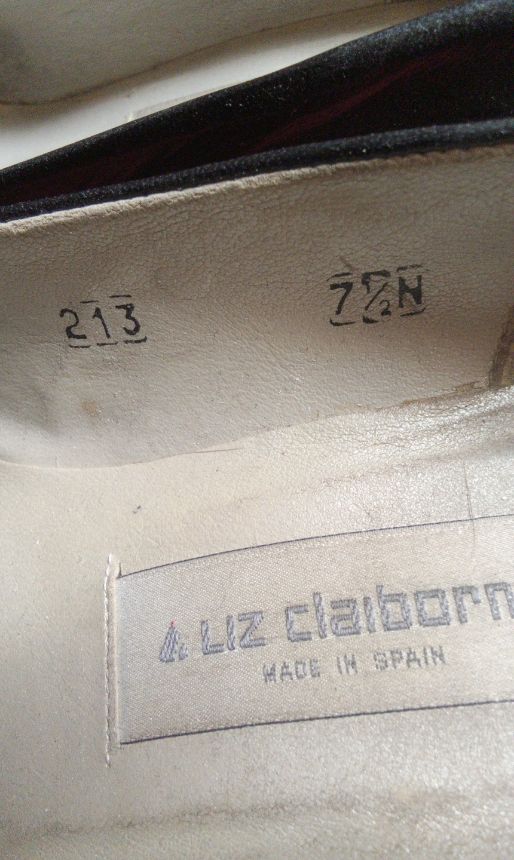 213
7½N
LIZ claiborn
MADE IN SPAIN